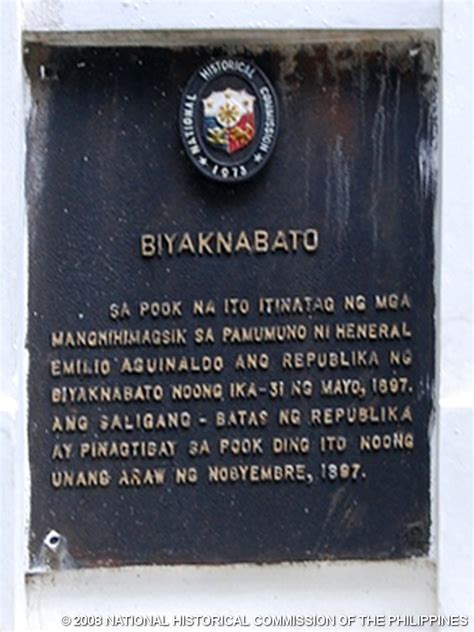 NATIONAL HISTORICAL COMMISSION
★ 1973 ★
BIYAKNABATO
SA POOK NA ITO ITINATAG NG MGA
MANGHIHIMAGSIK SA PAMUMUNO NI HENERAL
EMILIO AGUINALDO ANG REPUBLIKA NG
BIYAKNABATO NOONG IKA-31 NG MAYO, 1897.
ANG SALIGANG - BATAS NG REPUBLIKA
AY PINAGTIBAY SA POOK DING ITO NOONG
UNANG ARAW NG NOBYEMBRE, 1897.
© 2008 NATIONAL HISTORICAL COMMISSION OF THE PHILIPPINES